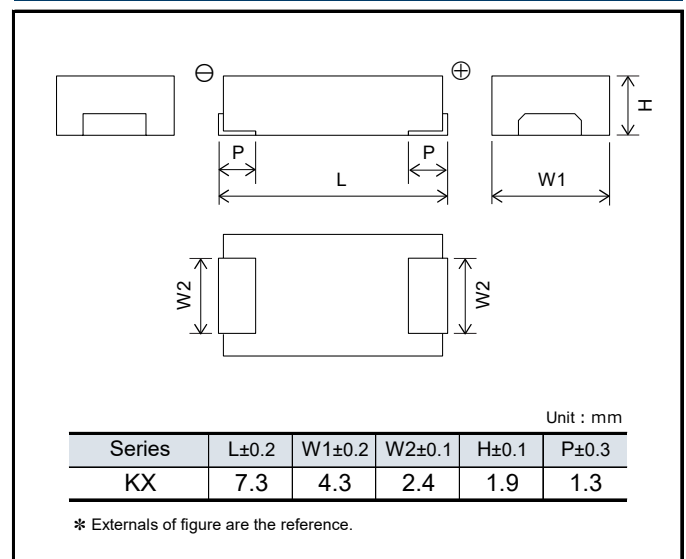 ⊖ ⊕
H
P P
L W1
W2 W2
Unit : mm
Series L±0.2 W1±0.2 W2±0.1 H±0.1 P±0.3
KX 7.3 4.3 2.4 1.9 1.3
✻ Externals of figure are the reference.